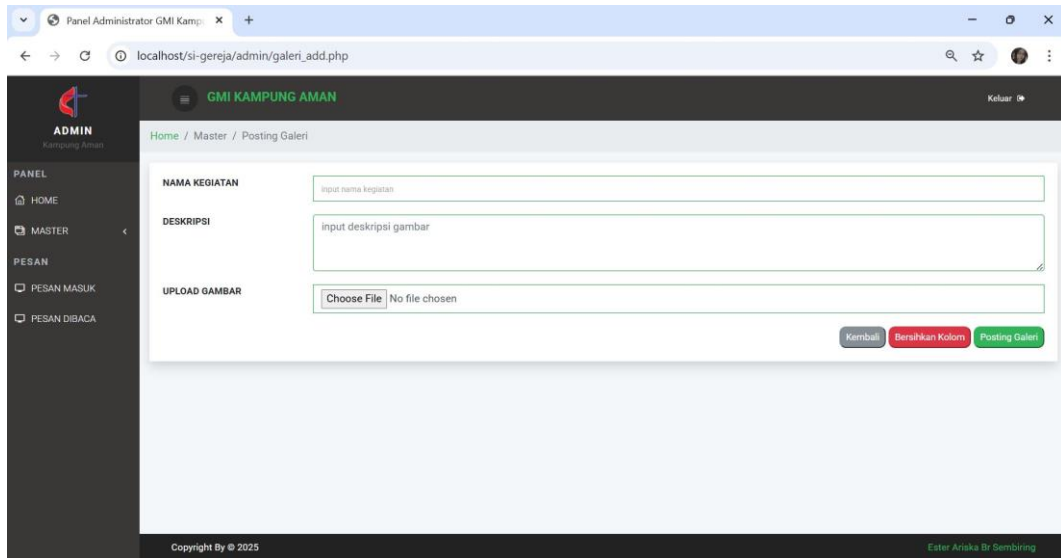 Panel Administrator GMI Kamp
localhost/si-gereja/admin/galeri_add.php
ADMIN
Kampung Aman
PANEL
HOME
MASTER
PESAN
PESAN MASUK
PESAN DIBACA
GMI KAMPUNG AMAN
Keluar
Home / Master / Posting Galeri
NAMA KEGIATAN
input nama kegiatan
DESKRIPSI
input deskripsi gambar
UPLOAD GAMBAR
Choose File No file chosen
Kembali Bersihkan Kolom Posting Galeri
Copyright By © 2025
Ester Ariska Br Sembiring